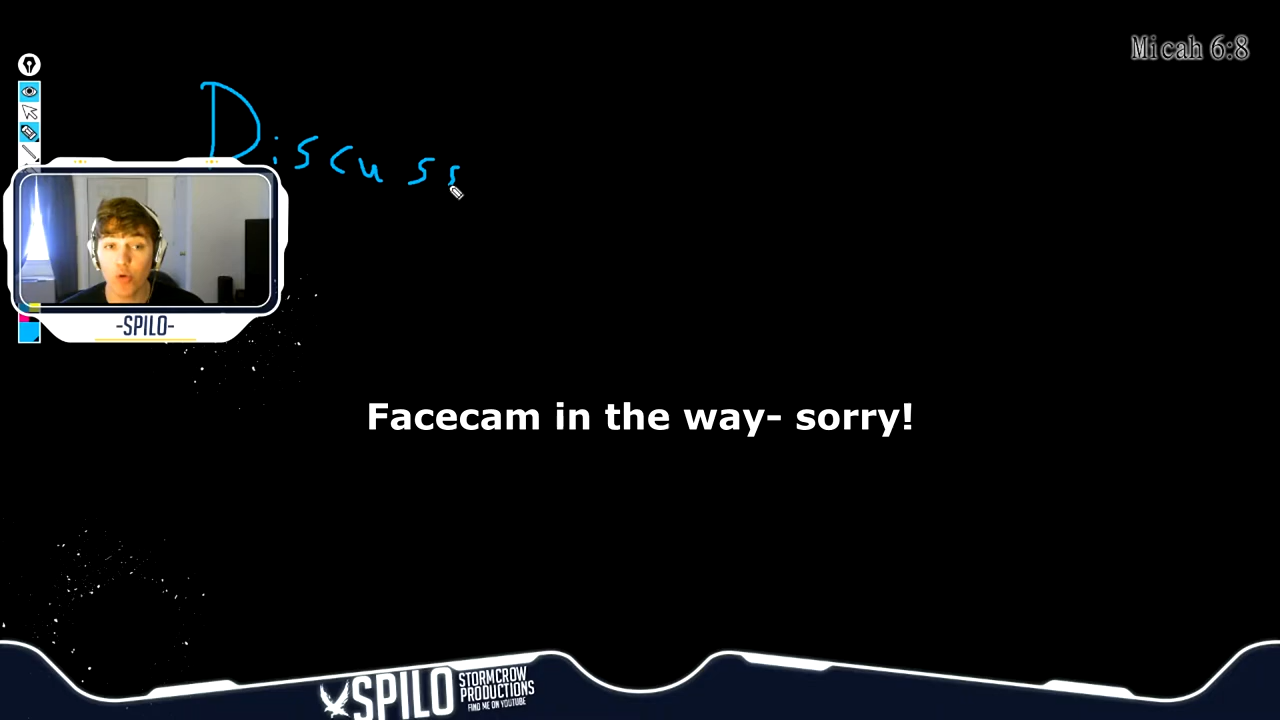 Micah 6:8
Discuss
-SPILO-
Facecam in the way- sorry!
SPILO
STORMCROW
PRODUCTIONS
FIND ME ON YOUTUBE